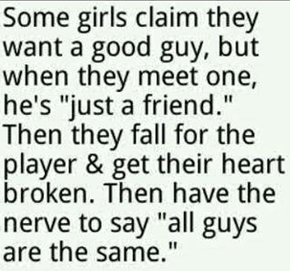 Some girls claim they
want a good guy, but
when they meet one,
he's "just a friend."
Then they fall for the
player & get their heart
broken. Then have the
nerve to say "all guys
are the same."